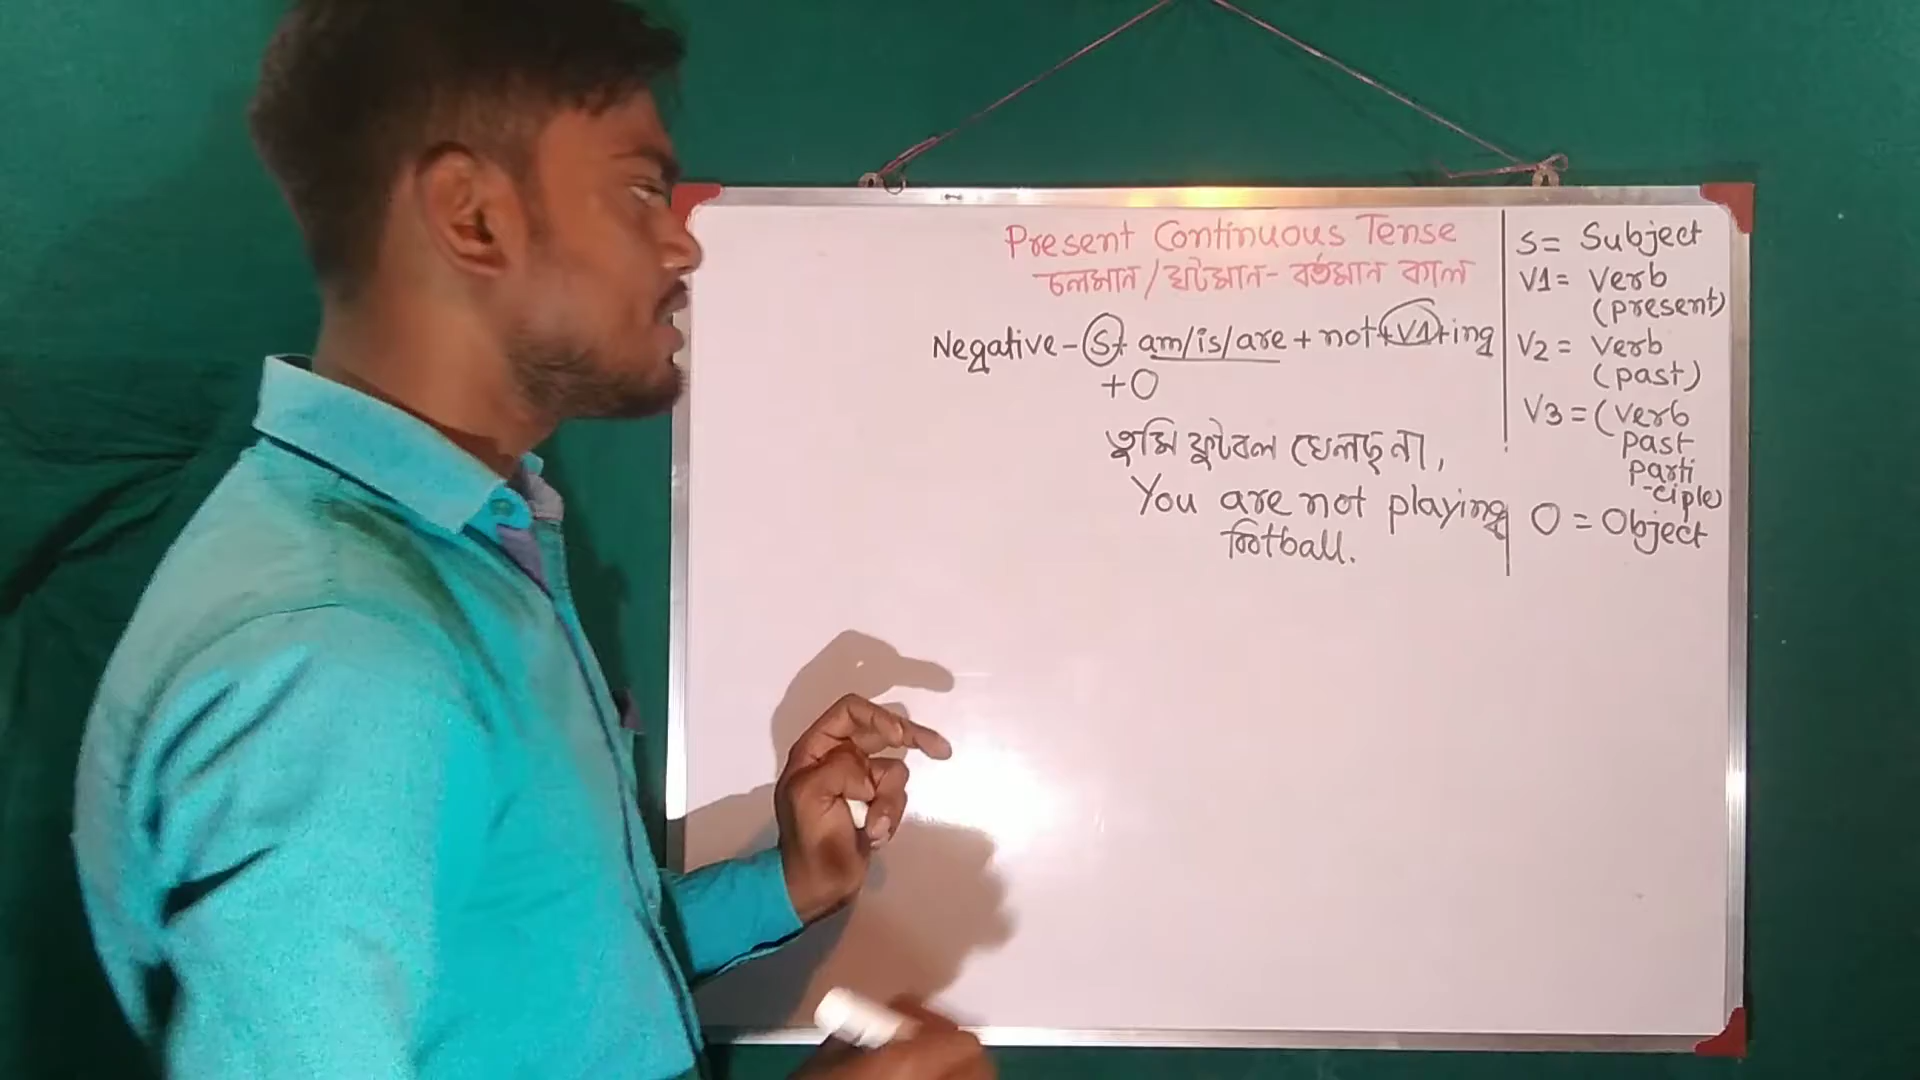 Present Continuous Tense
চলমান/ঘটমান- বর্তমান কাল
Negative - S+ am/is/are + not +V1+ing
+O
তুমি ফুটবল খেলছ না,
You are not playing
football.
S= Subject
V1= Verb
(present)
V2 = Verb
(past)
V3 = (Verb
past
parti
-ciple)
O = Object